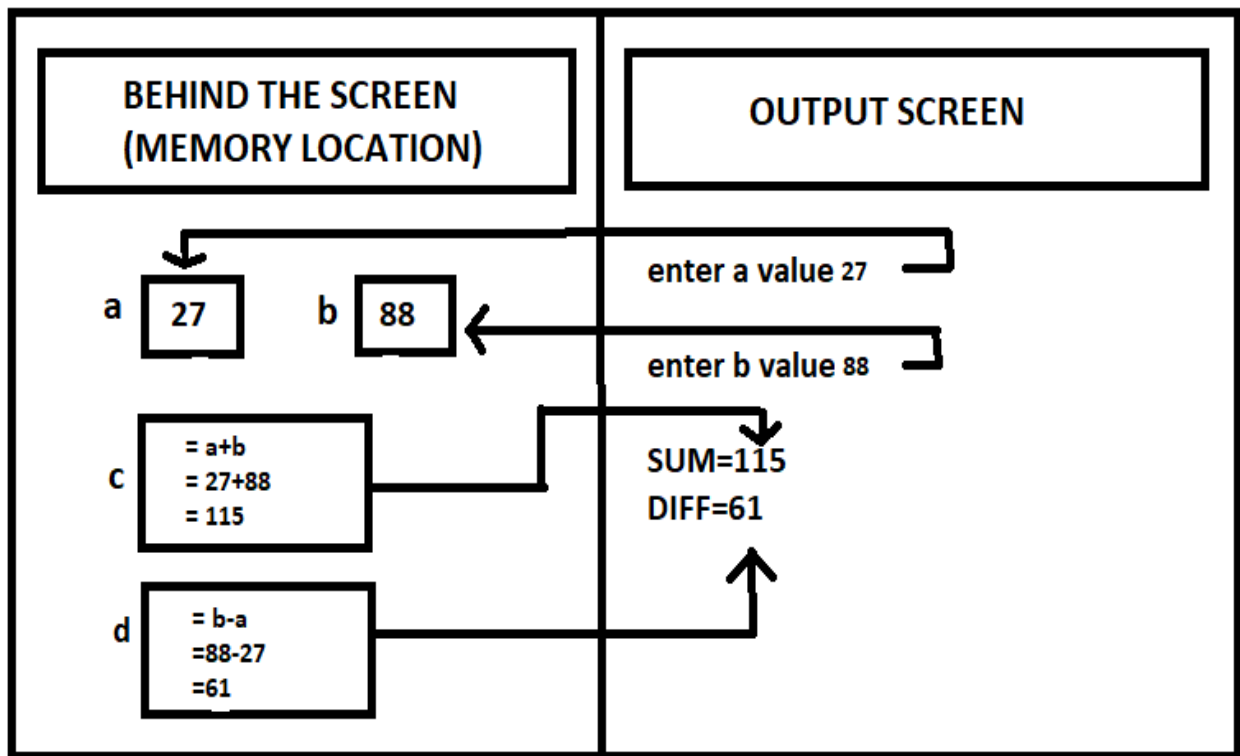 BEHIND THE SCREEN
(MEMORY LOCATION)
OUTPUT SCREEN
a 27 b 88
enter a value 27
enter b value 88
c
= a+b
= 27+88
= 115
SUM=115
DIFF=61
d
= b-a
=88-27
=61